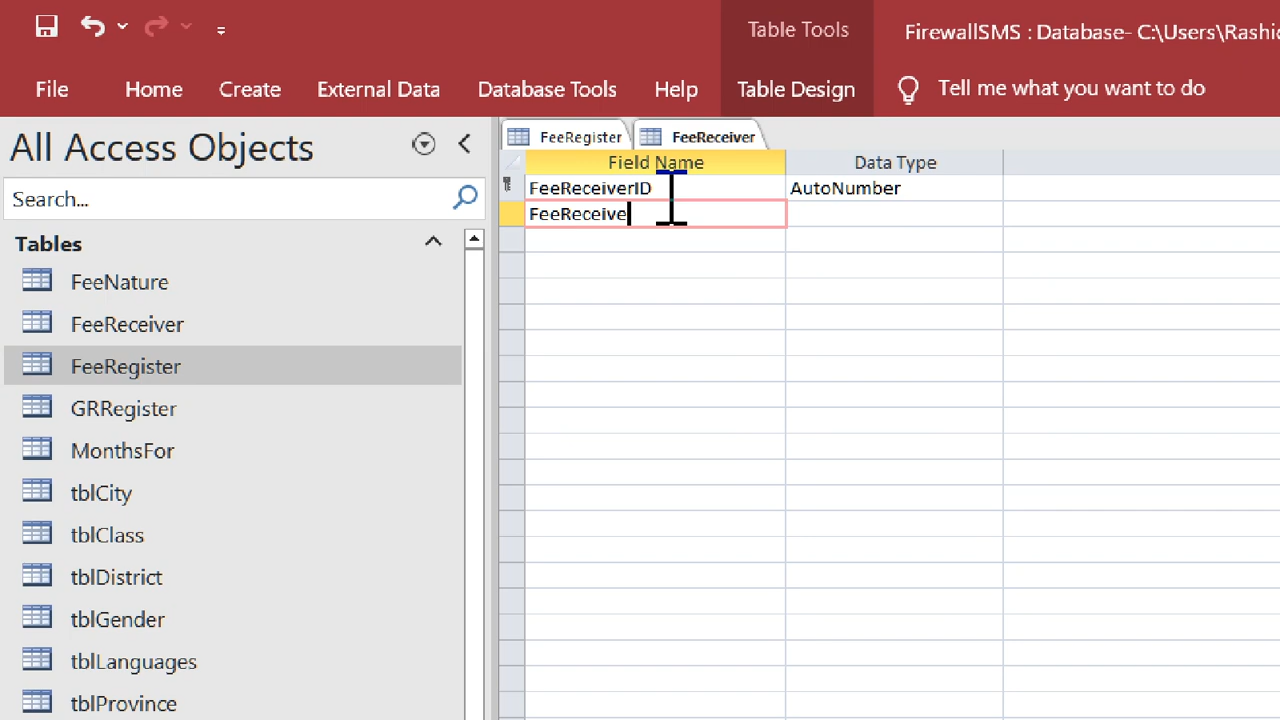 Table Tools
FirewallSMS : Database- C:\Users\Rashi
File Home Create External Data Database Tools Help Table Design Tell me what you want to do
All Access Objects
Search...
Tables
FeeNature
FeeReceiver
FeeRegister
GRRegister
MonthsFor
tblCity
tblClass
tblDistrict
tblGender
tblLanguages
tblProvince
FeeRegister FeeReceiver
Field Name Data Type
FeeReceiverID AutoNumber
FeeReceive